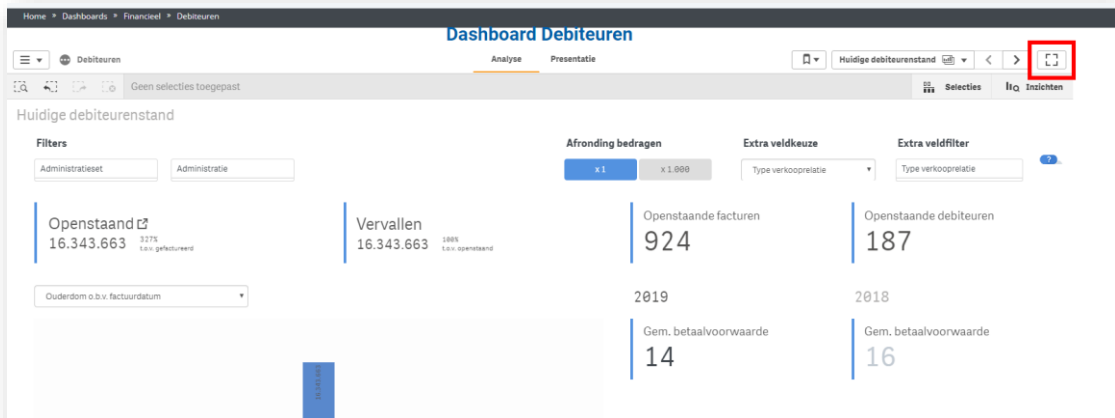 Home » Dashboards » Financieel » Debiteuren
Dashboard Debiteuren
Debiteuren
Analyse
Presentatie
Huidige debiteurenstand
Geen selecties toegepast
Selecties
Inzichten
Huidige debiteurenstand
Filters
Afronding bedragen
Extra veldkeuze
Extra veldfilter
Administratieset
Administratie
x 1
x 1.000
Type verkooprelatie
Type verkooprelatie
?
Openstaand
16.343.663
327%
t.o.v. gefactureerd
Vervallen
16.343.663
100%
t.o.v. openstaand
Openstaande facturen
924
Openstaande debiteuren
187
Ouderdom o.b.v. factuurdatum
2019
2018
Gem. betaalvoorwaarde
14
Gem. betaalvoorwaarde
16
16.343.663